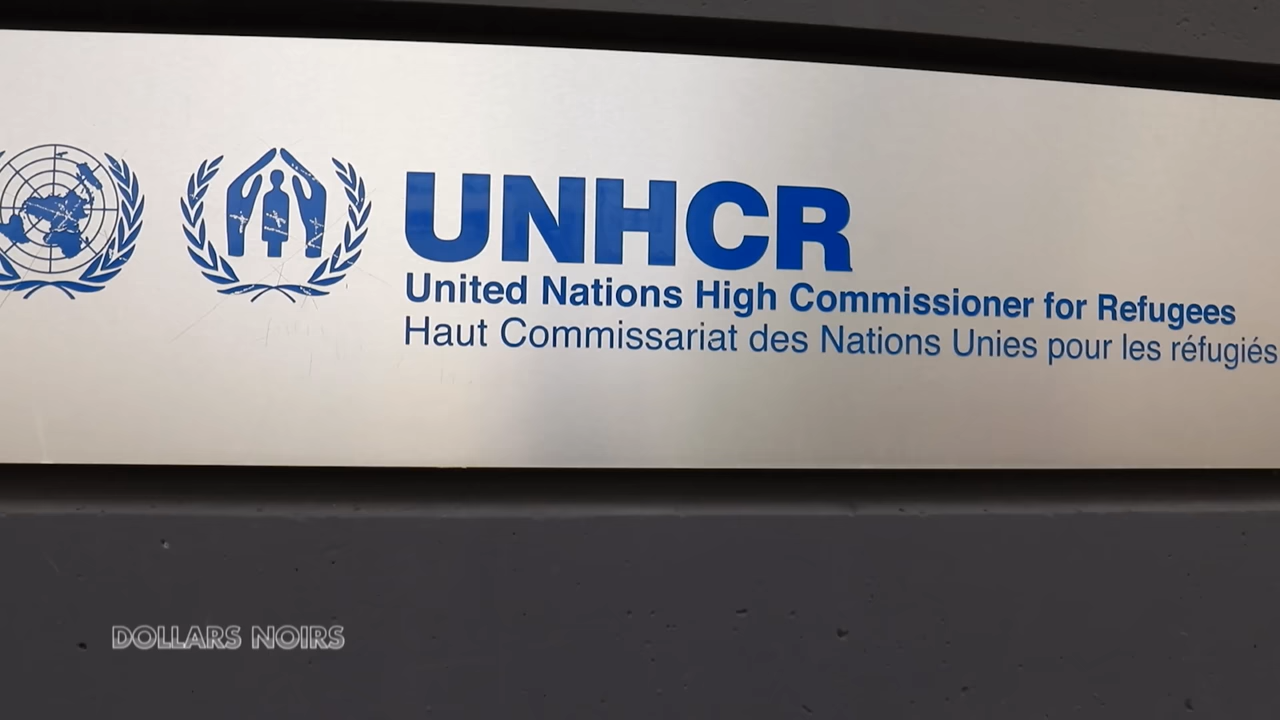 UNHCR
United Nations High Commissioner for Refugees
Haut Commissariat des Nations Unies pour les réfugiés
DOLLARS NOIRS